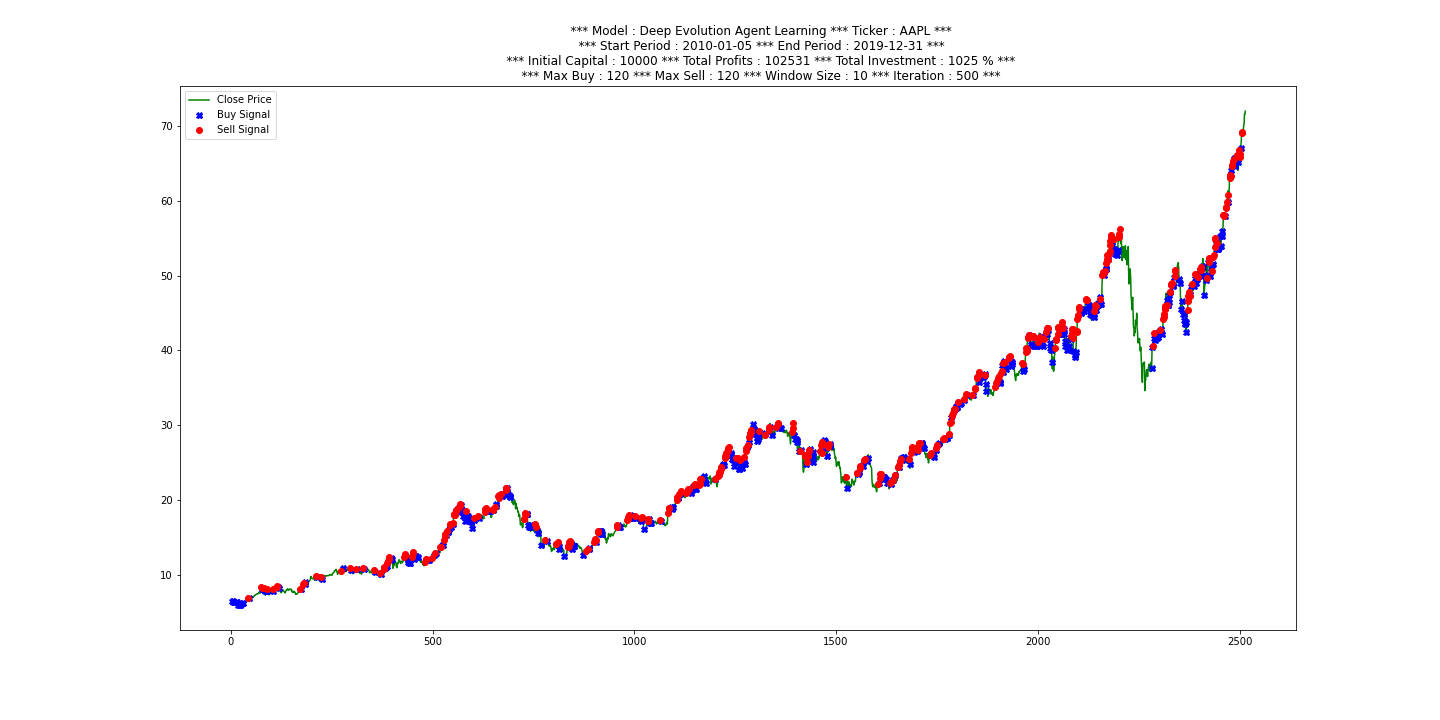 *** Model : Deep Evolution Agent Learning *** Ticker : AAPL ***
*** Start Period : 2010-01-05 *** End Period : 2019-12-31 ***
*** Initial Capital : 10000 *** Total Profits : 102531 *** Total Investment : 1025 % ***
*** Max Buy : 120 *** Max Sell : 120 *** Window Size : 10 *** Iteration : 500 ***
Close Price
Buy Signal
Sell Signal
70
60
50
40
30
20
10
0 500 1000 1500 2000 2500